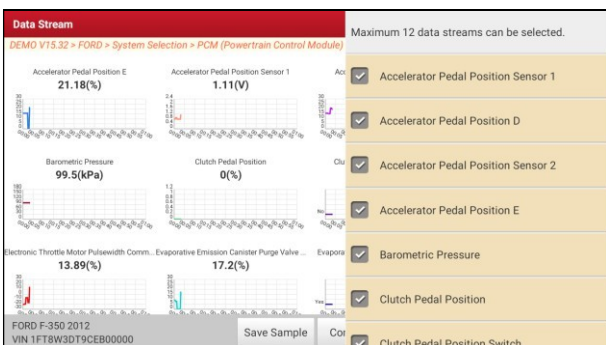 Data Stream
DEMO V15.32 > FORD > System Selection > PCM (Powertrain Control Module)
Maximum 12 data streams can be selected.
Accelerator Pedal Position E
21.18(%)
Accelerator Pedal Position Sensor 1
1.11(V)
Barometric Pressure
99.5(kPa)
Clutch Pedal Position
0(%)
Electronic Throttle Motor Pulsewidth Comm...
13.89(%)
Evaporative Emission Canister Purge Valve ...
17.2(%)
Accelerator Pedal Position Sensor 1
Accelerator Pedal Position D
Accelerator Pedal Position Sensor 2
Accelerator Pedal Position E
Barometric Pressure
Clutch Pedal Position
Clutch Pedal Position Switch
FORD F-350 2012
VIN 1FT8W3DT9CEB00000
Save Sample